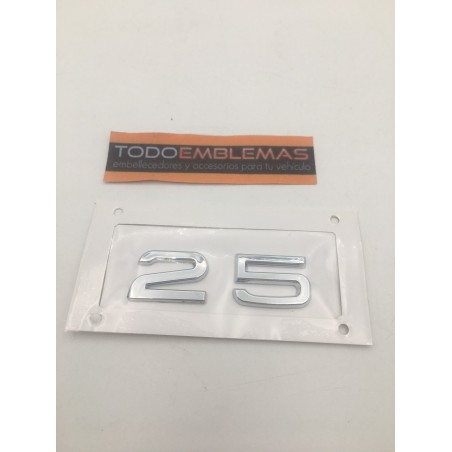 TODOEMBLEMAS
embellecedores y accesorios para tu vehículo
25